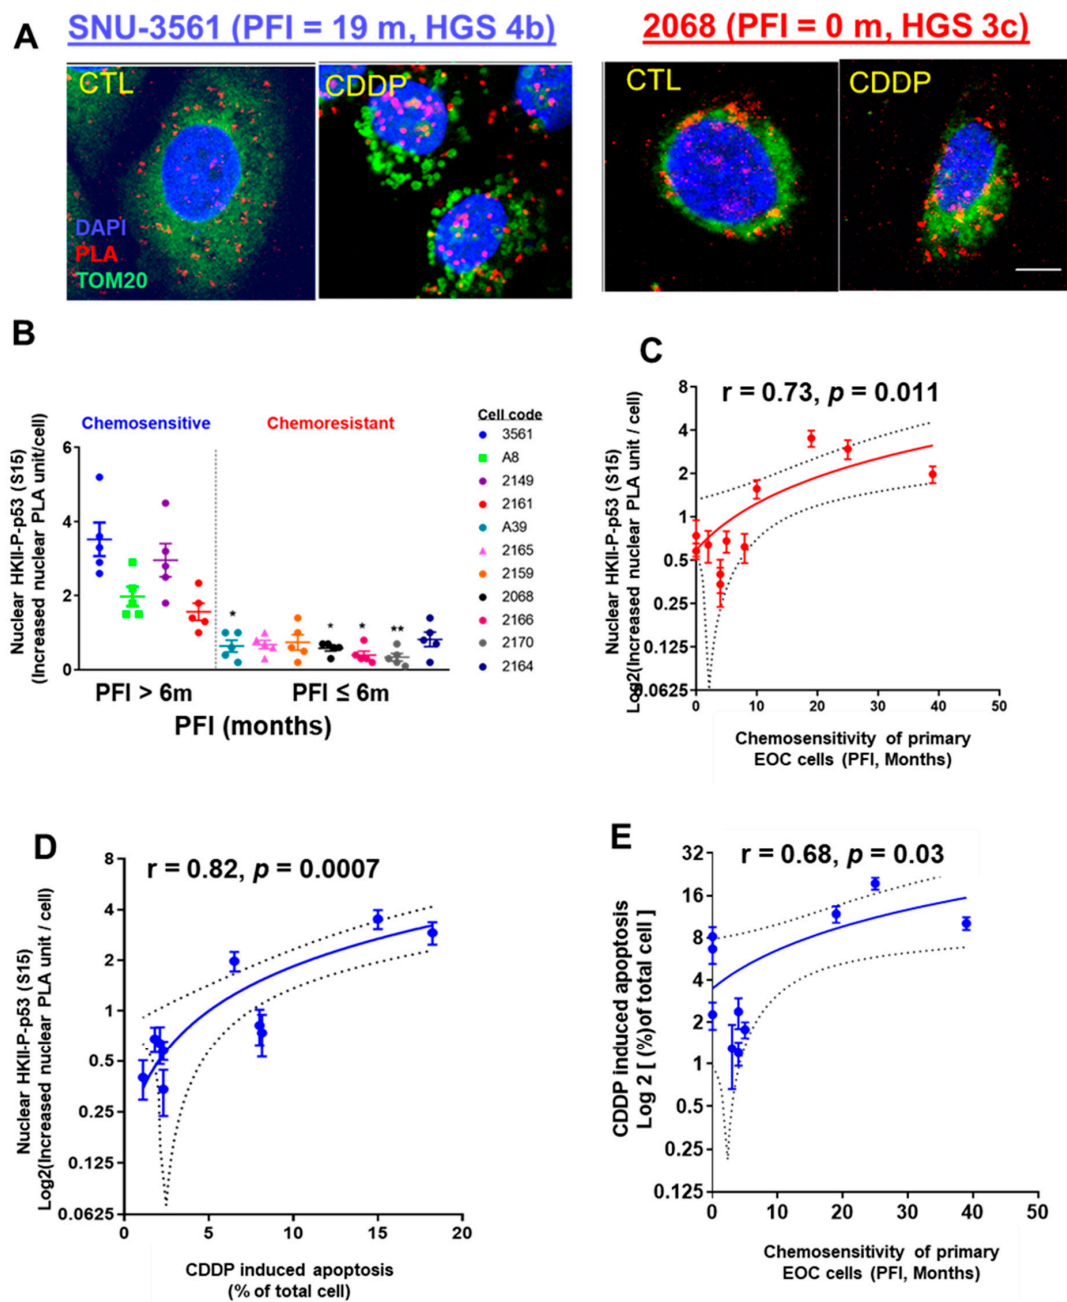 A
SNU-3561 (PFI = 19 m, HGS 4b)
2068 (PFI = 0 m, HGS 3c)
CTL
CDDP
CTL
CDDP
DAPI
PLA
TOM20
B
Nuclear HKII-P-p53 (S15)
(Increased nuclear PLA unit/cell)
Chemosensitive
Chemoresistant
6
4
2
0
*
*
*
**
PFI > 6m
PFI ≤ 6m
PFI (months)
Cell code
3561
A8
2149
2161
A39
2165
2159
2068
2166
2170
2164
C
r = 0.73, p = 0.011
Nuclear HKII-P-p53 (S15)
Log2(Increased nuclear PLA unit / cell)
8
4
2
1
0.5
0.25
0.125
0.0625
0 10 20 30 40 50
Chemosensitivity of primary
EOC cells (PFI, Months)
D
r = 0.82, p = 0.0007
Nuclear HKII-P-p53 (S15)
Log2(Increased nuclear PLA unit / cell)
8
4
2
1
0.5
0.25
0.125
0.0625
0 5 10 15 20
CDDP induced apoptosis
(% of total cell)
E
r = 0.68, p = 0.03
CDDP induced apoptosis
Log 2 [ (%)of total cell ]
32
16
8
4
2
1
0.5
0.25
0.125
0 10 20 30 40 50
Chemosensitivity of primary
EOC cells (PFI, Months)